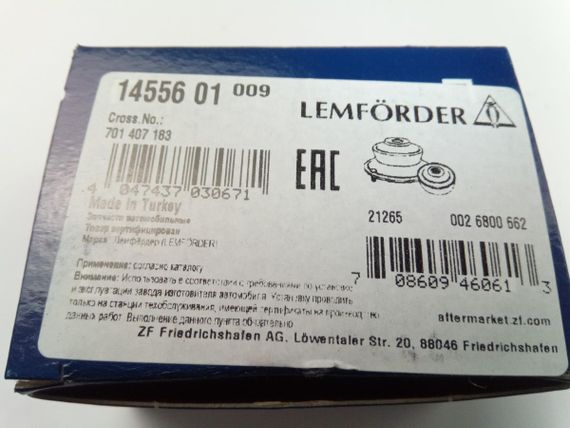 14556 01 009
LEMFÖRDER
Cross.No.:
701 407 183
4 047437 030671
EAC
Made in Turkey
Запчасти автомобильные
Товар сертифицирован
Марка: Лемфёрдер (LEMFÖRDER)
21265 002 6800 662
7 08609 46061 3
Применение: согласно каталогу
Внимание: Использовать в соответствии с требованиями по установке
и эксплуатации завода изготовителя автомобиля. Установку проводить
только на станции техобслуживания, имеющей сертификаты на производство
данных работ. Выполнение данного пункта обязательно
aftermarket.zf.com
ZF Friedrichshafen AG. Löwentaler Str. 20, 88046 Friedrichshafen